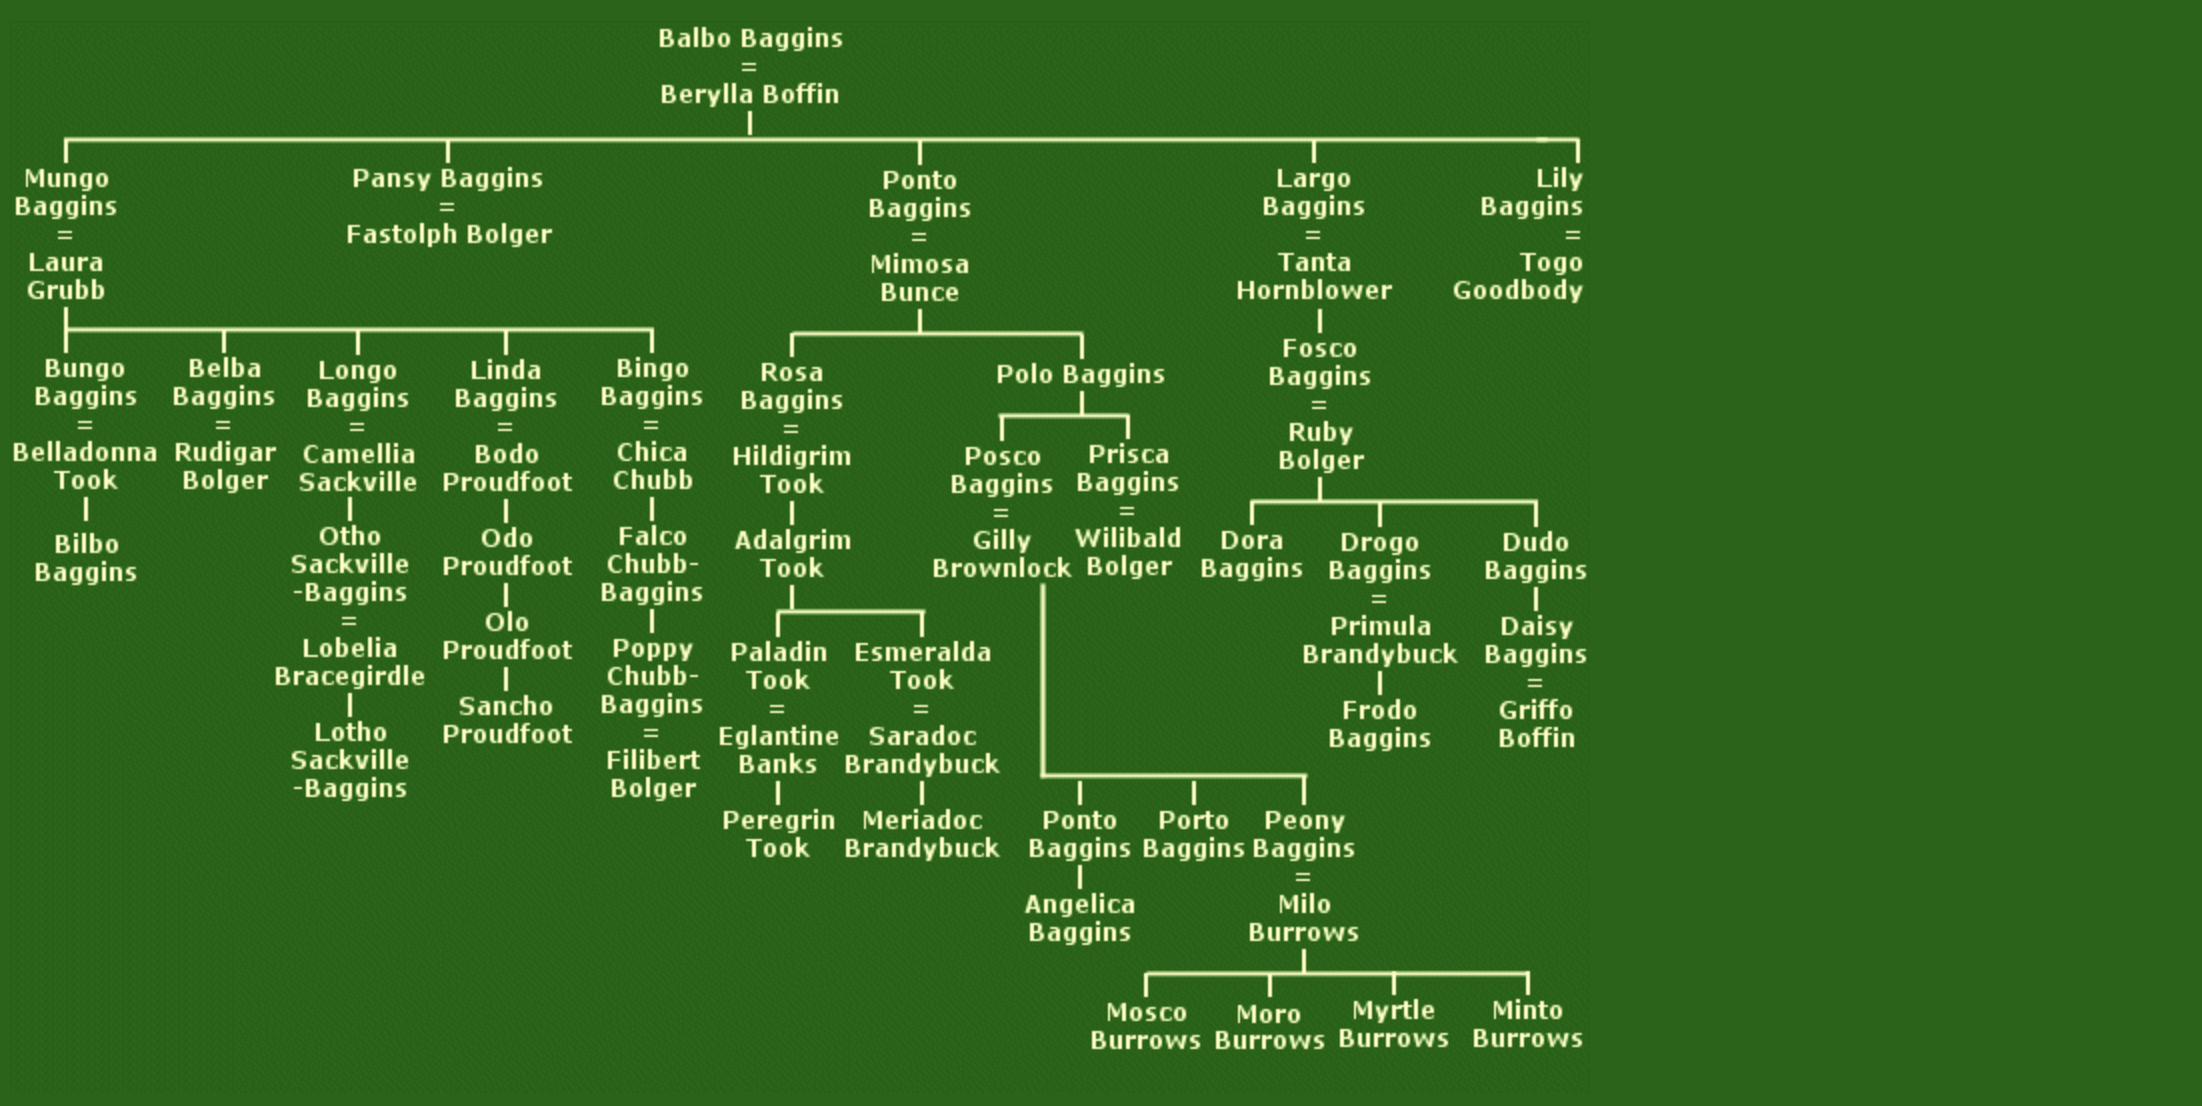 Balbo Baggins
=
Berylla Boffin
Mungo
Baggins
=
Laura
Grubb
Pansy Baggins
=
Fastolph Bolger
Ponto
Baggins
=
Mimosa
Bunce
Largo
Baggins
=
Tanta
Hornblower
Lily
Baggins
=
Togo
Goodbody
Bungo
Baggins
=
Belladonna
Took
Bilbo
Baggins
Belba
Baggins
=
Rudigar
Bolger
Longo
Baggins
=
Camellia
Sackville
Otho
Sackville
-Baggins
=
Lobelia
Bracegirdle
Lotho
Sackville
-Baggins
Linda
Baggins
=
Bodo
Proudfoot
Odo
Proudfoot
Olo
Proudfoot
Sancho
Proudfoot
Bingo
Baggins
=
Chica
Chubb
Falco
Chubb-
Baggins
Poppy
Chubb-
Baggins
=
Filibert
Bolger
Rosa
Baggins
=
Hildigrim
Took
Adalgrim
Took
Paladin
Took
=
Eglantine
Banks
Peregrin
Took
Esmeralda
Took
=
Saradoc
Brandybuck
Meriadoc
Brandybuck
Polo Baggins
Posco
Baggins
=
Gilly
Brownlock
Prisca
Baggins
=
Wilibald
Bolger
Ponto
Baggins
Angelica
Baggins
Porto
Baggins
Peony
Baggins
=
Milo
Burrows
Mosco
Burrows
Moro
Burrows
Myrtle
Burrows
Minto
Burrows
Fosco
Baggins
=
Ruby
Bolger
Dora
Baggins
Drogo
Baggins
=
Primula
Brandybuck
Frodo
Baggins
Dudo
Baggins
Daisy
Baggins
=
Griffo
Boffin